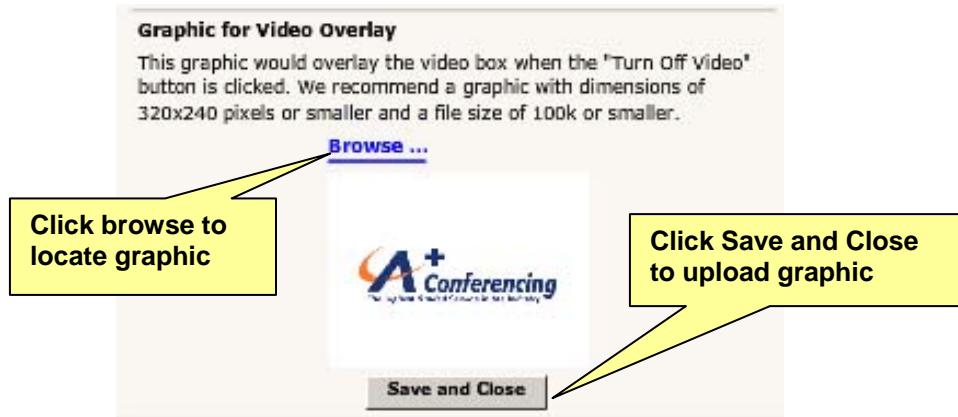 Graphic for Video Overlay
This graphic would overlay the video box when the "Turn Off Video"
button is clicked. We recommend a graphic with dimensions of
320x240 pixels or smaller and a file size of 100k or smaller.
Browse ...
Click browse to
locate graphic
A+
Conferencing
Click Save and Close
to upload graphic
Save and Close